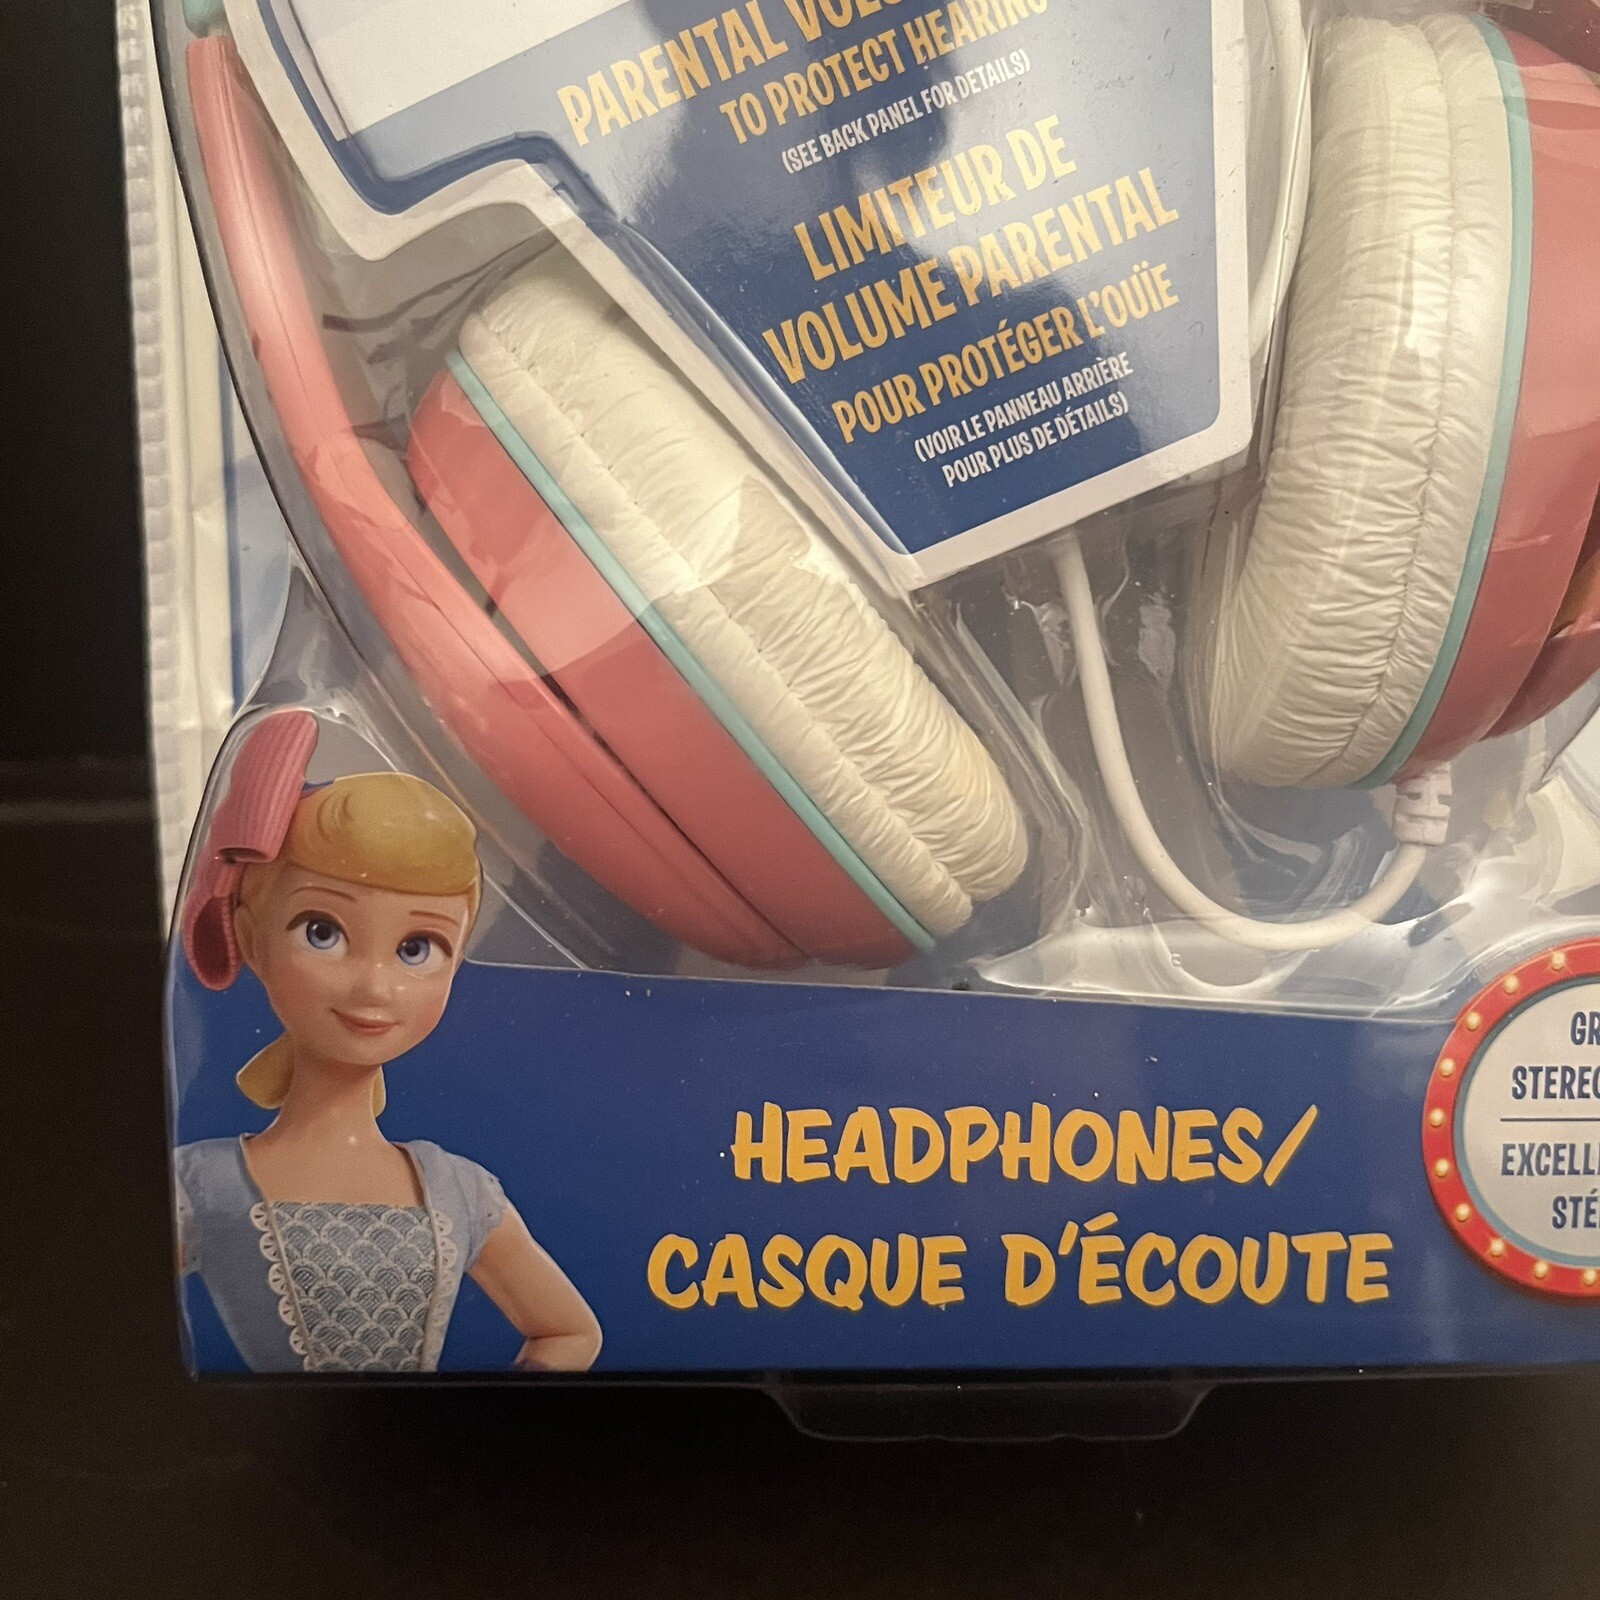 PARENTAL
TO PROTECT HEARING
(SEE BACK PANEL FOR DETAILS)
LIMITEUR DE
VOLUME PARENTAL
POUR PROTÉGER L'OUÏE
(VOIR LE PANNEAU ARRIÈRE
POUR PLUS DE DÉTAILS)
HEADPHONES/
CASQUE D'ÉCOUTE